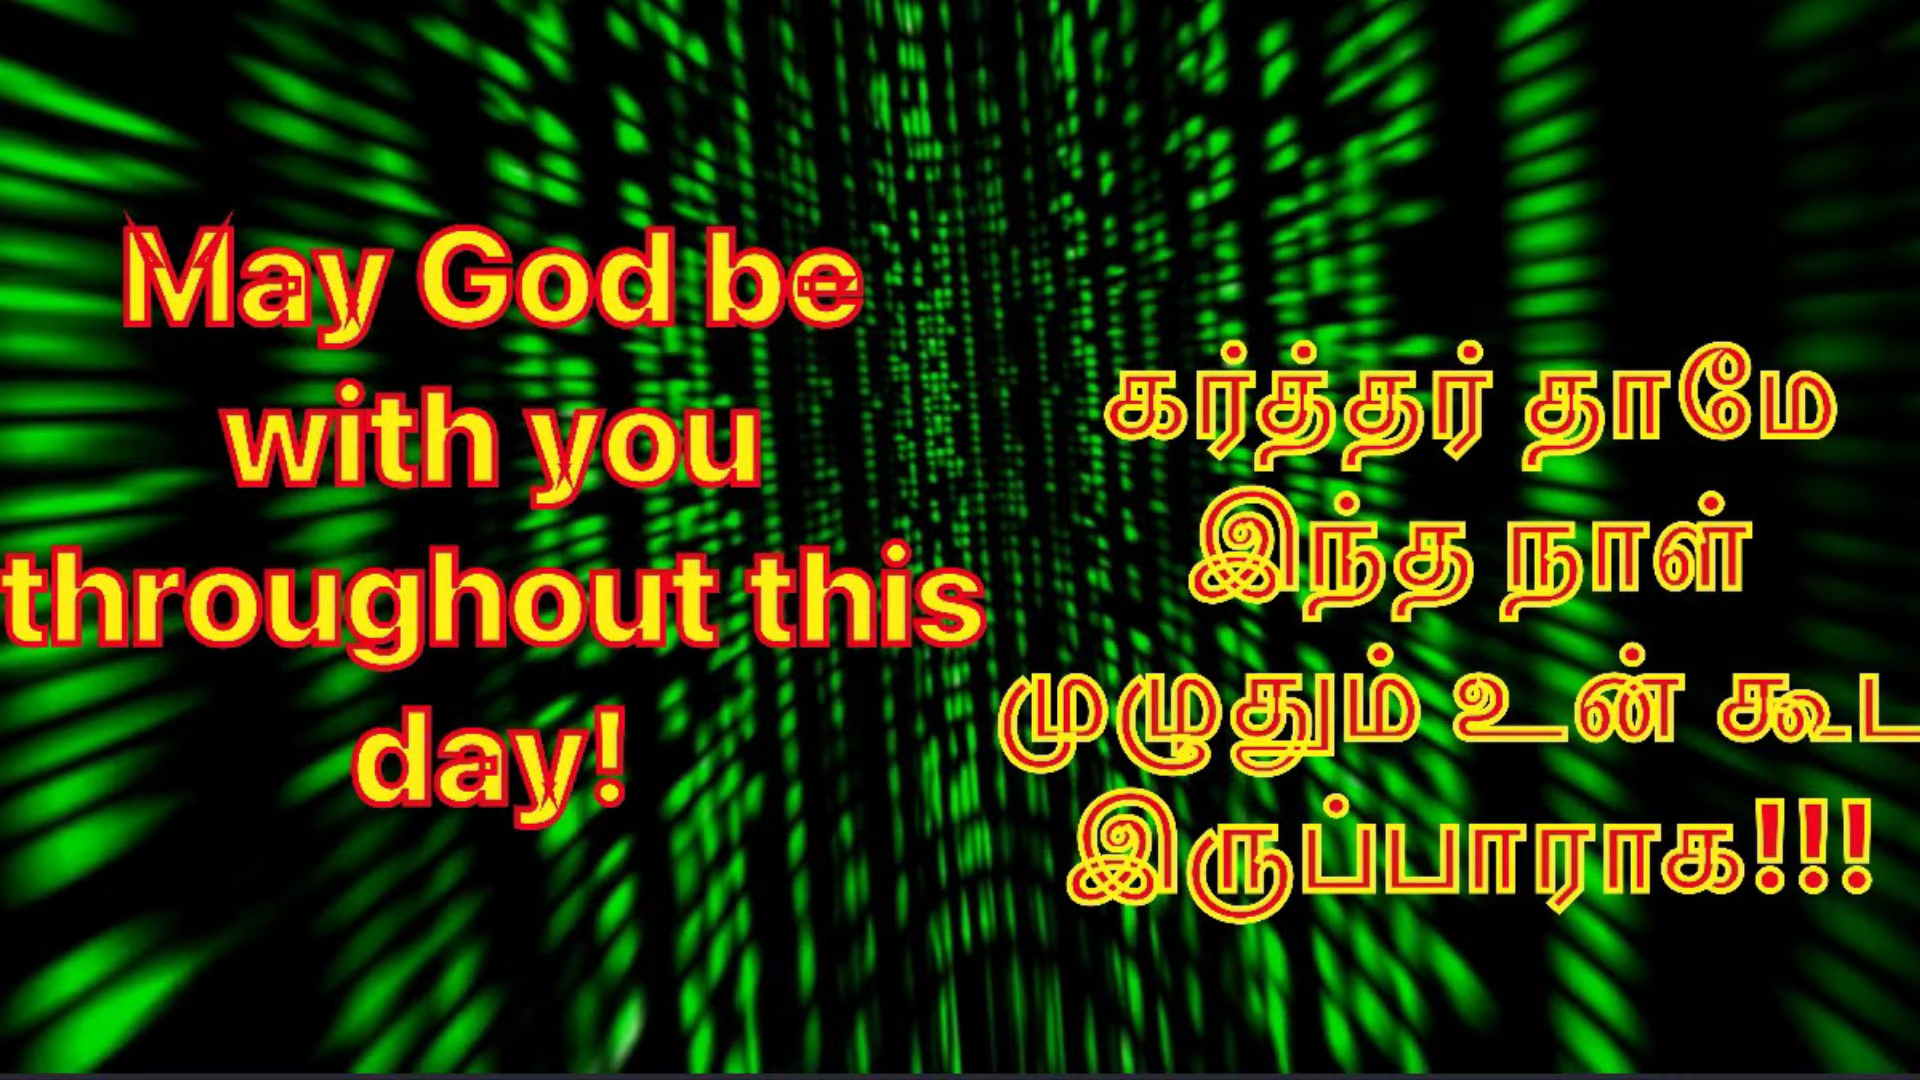 May God be
with you
throughout this
day!
கர்த்தர் தாமே
இந்த நாள்
முழுதும் உன் கூட
இருப்பாராக!!!